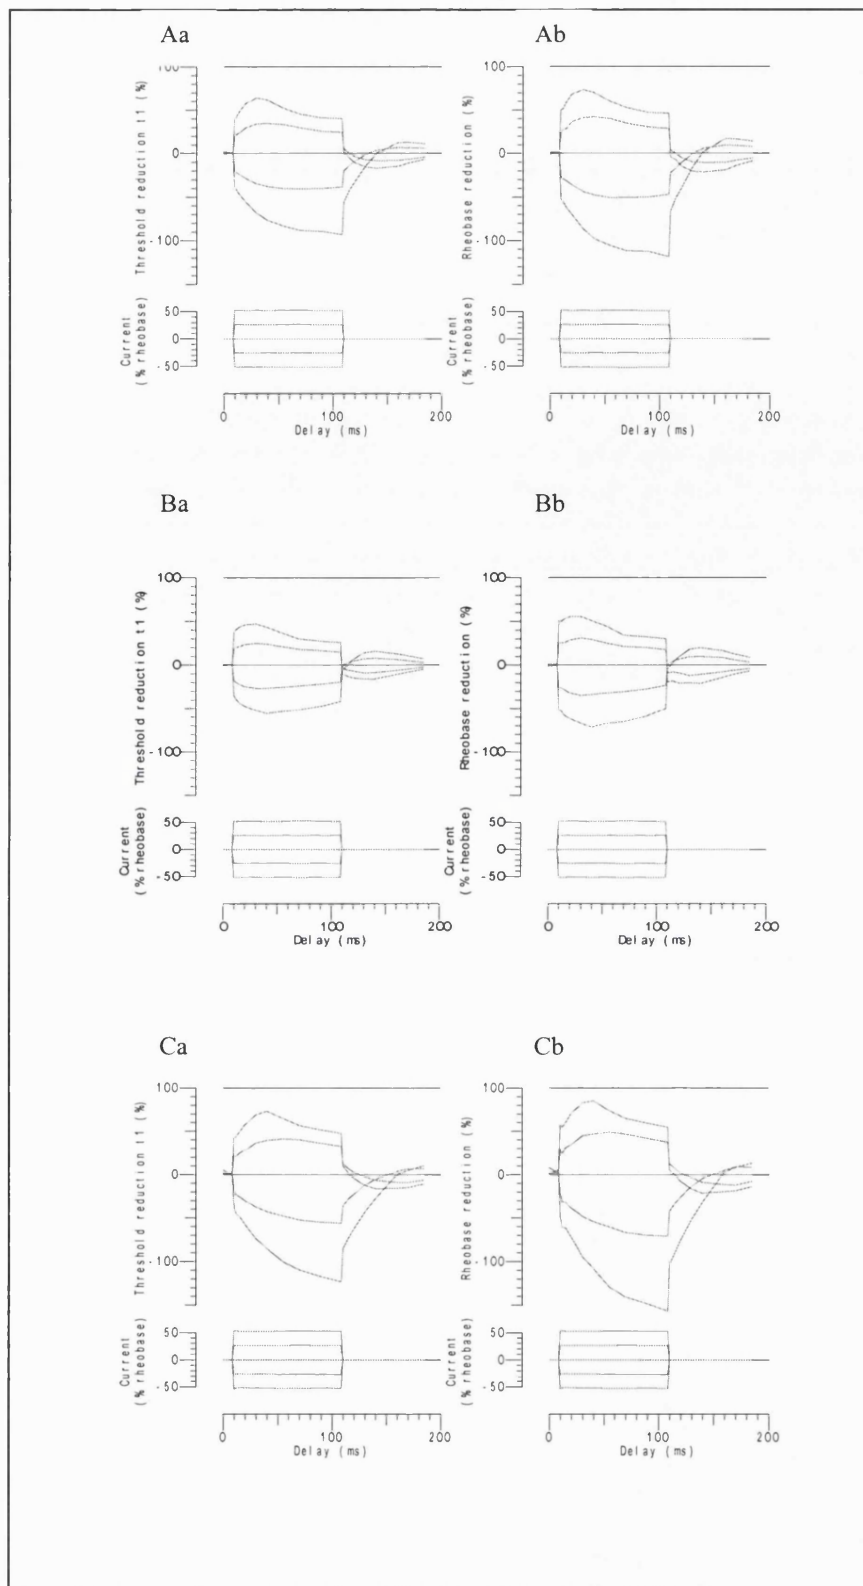 Aa
Ab
100
0
-100
Threshold reduction t1 (%)
50
0
-50
Current
(% rheobase)
0 100 200
Delay (ms)
100
0
-100
Rheobase reduction (%)
50
0
-50
Current
(% rheobase)
0 100 200
Delay (ms)
Ba
Bb
100
0
-100
Threshold reduction t1 (%)
50
0
-50
Current
(% rheobase)
0 100 200
Delay (ms)
100
0
-100
Rheobase reduction (%)
50
0
-50
Current
(% rheobase)
0 100 200
Delay (ms)
Ca
Cb
100
0
-100
Threshold reduction t1 (%)
50
0
-50
Current
(% rheobase)
0 100 200
Delay (ms)
100
0
-100
Rheobase reduction (%)
50
0
-50
Current
(% rheobase)
0 100 200
Delay (ms)